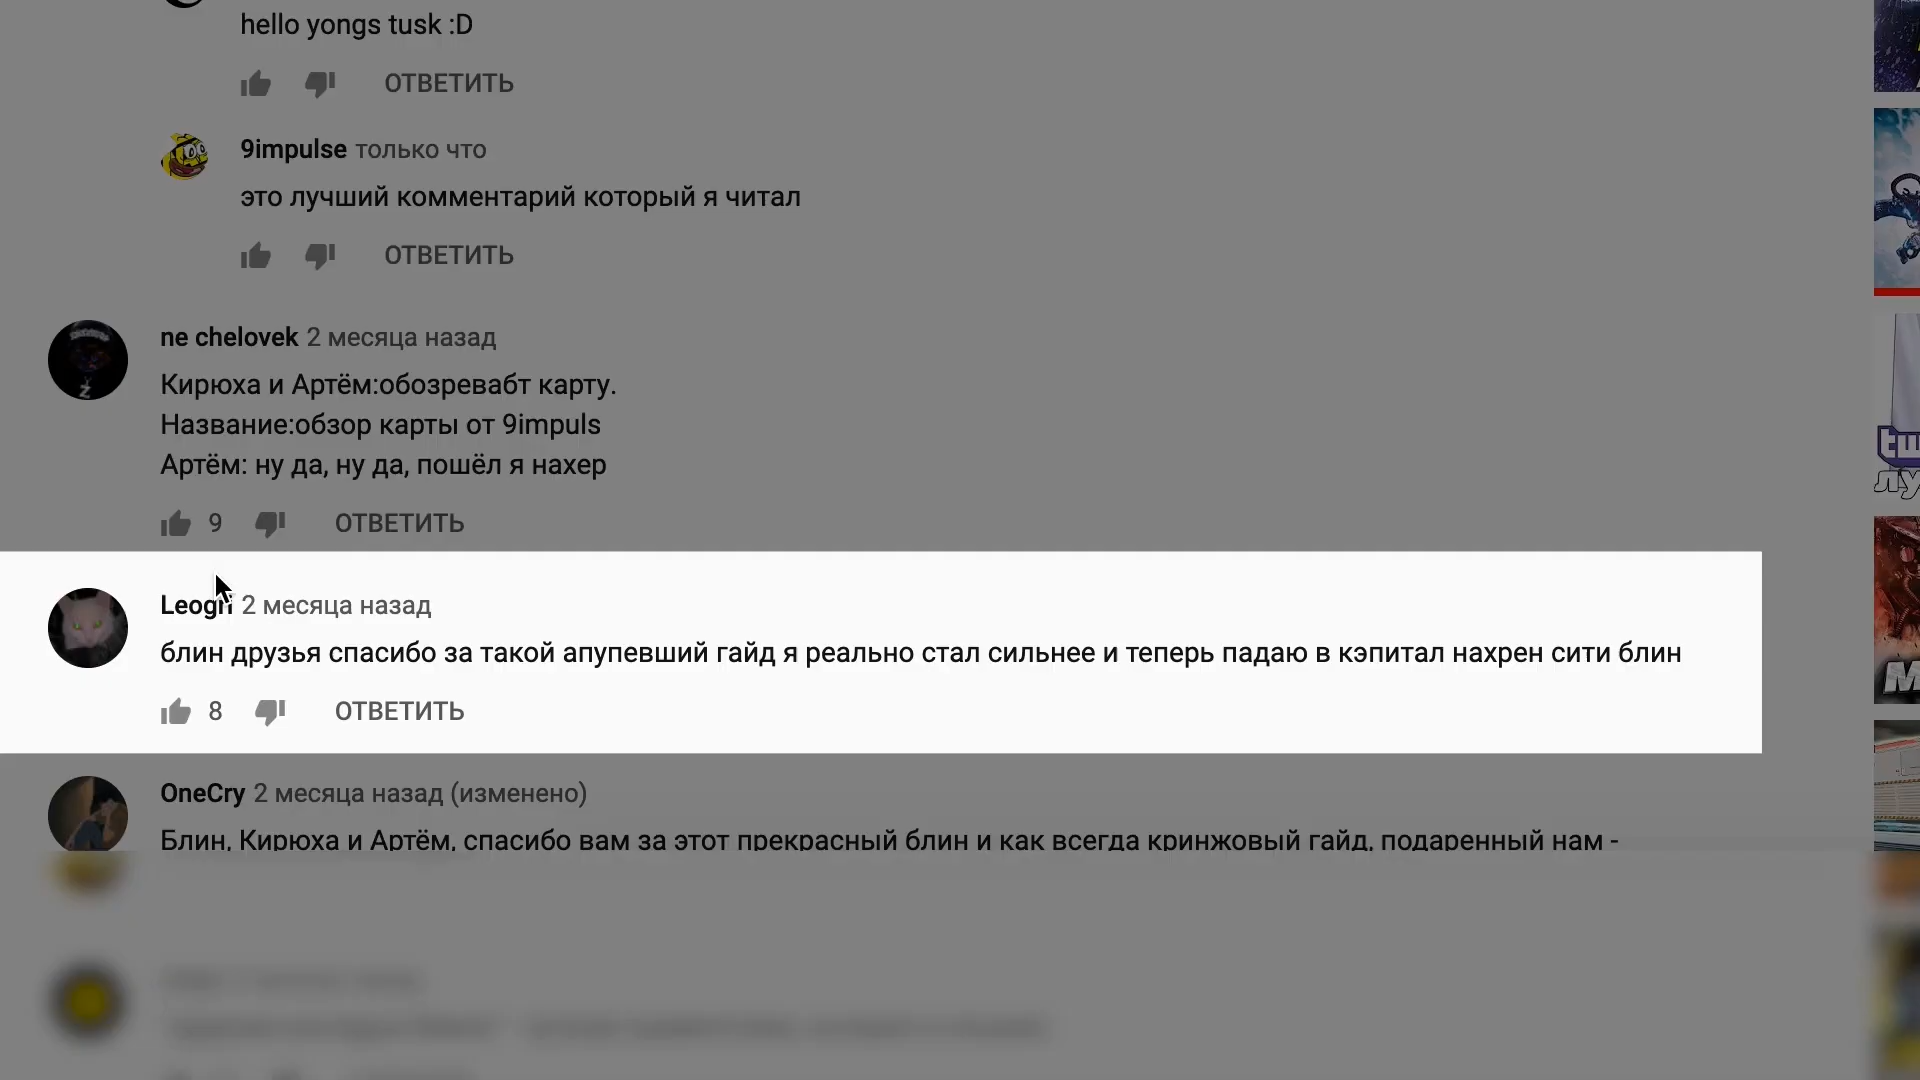 hello yongs tusk :D
ОТВЕТИТЬ
9impulse только что
это лучший комментарий который я читал
ОТВЕТИТЬ
ne chelovek 2 месяца назад
Кирюха и Артём:обозревабт карту.
Название:обзор карты от 9impuls
Артём: ну да, ну да, пошёл я нахер
9 ОТВЕТИТЬ
2 месяца назад
блин друзья спасибо за такой апупевший гайд я реально стал сильнее и теперь падаю в кэпитал нахрен сити блин
8 ОТВЕТИТЬ
OneCry 2 месяца назад (изменено)
Блин, Кирюха и Артём, спасибо вам за этот прекрасный блин и как всегда кринжовый гайд, подаренный нам -